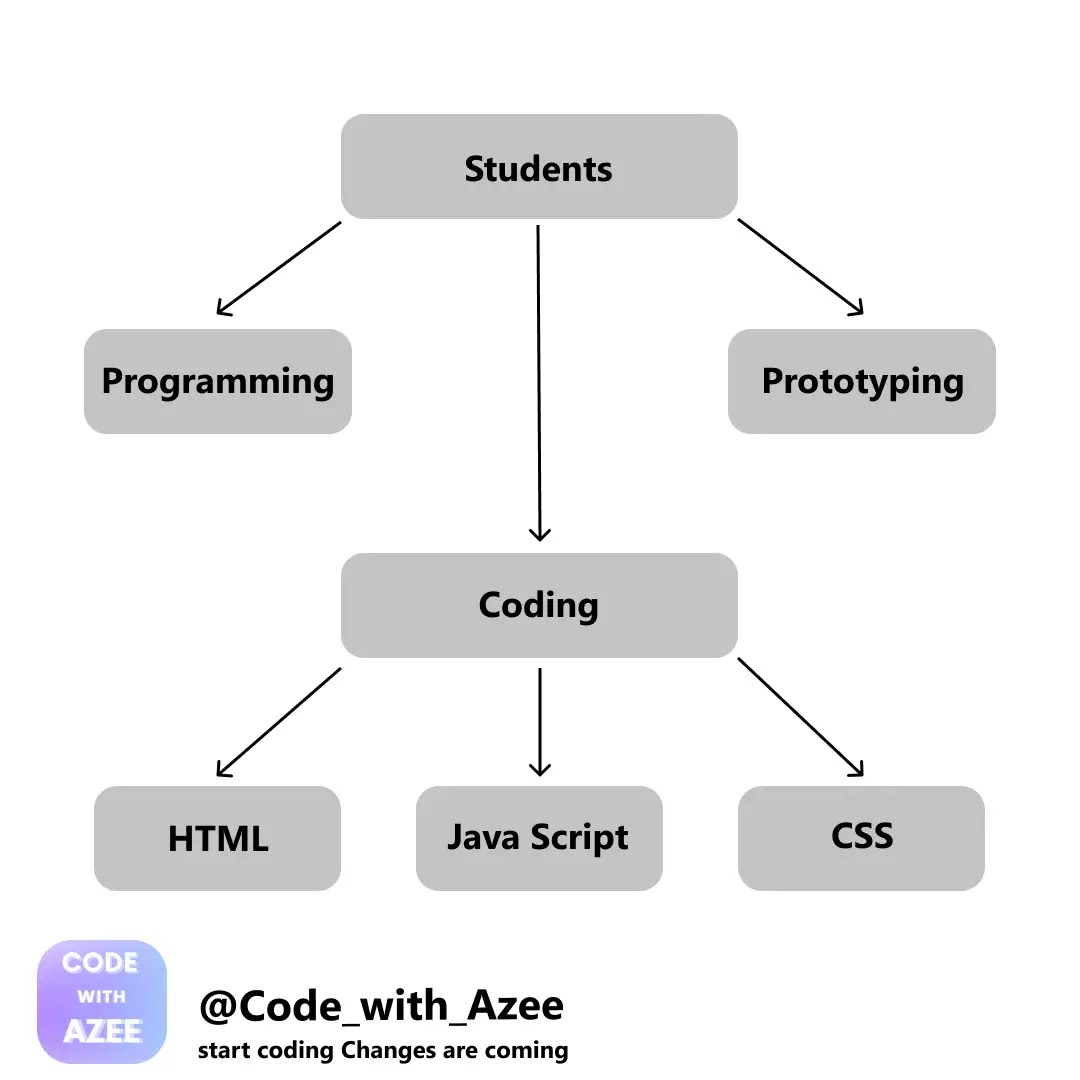 Students
Programming
Prototyping
Coding
HTML
Java Script
CSS
CODE
WITH
AZEE
@Code_with_Azee
start coding Changes are coming